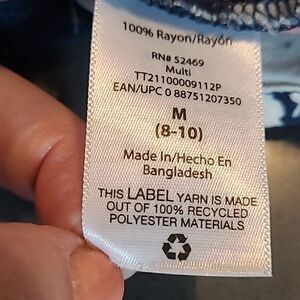 100% Rayon/Rayón
RN# 52469
Multi
TT21100009112P
EAN/UPC 0 88751207350
M
(8-10)
Made In/Hecho En
Bangladesh
THIS LABEL YARN IS MADE
OUT OF 100% RECYCLED
POLYESTER MATERIALS